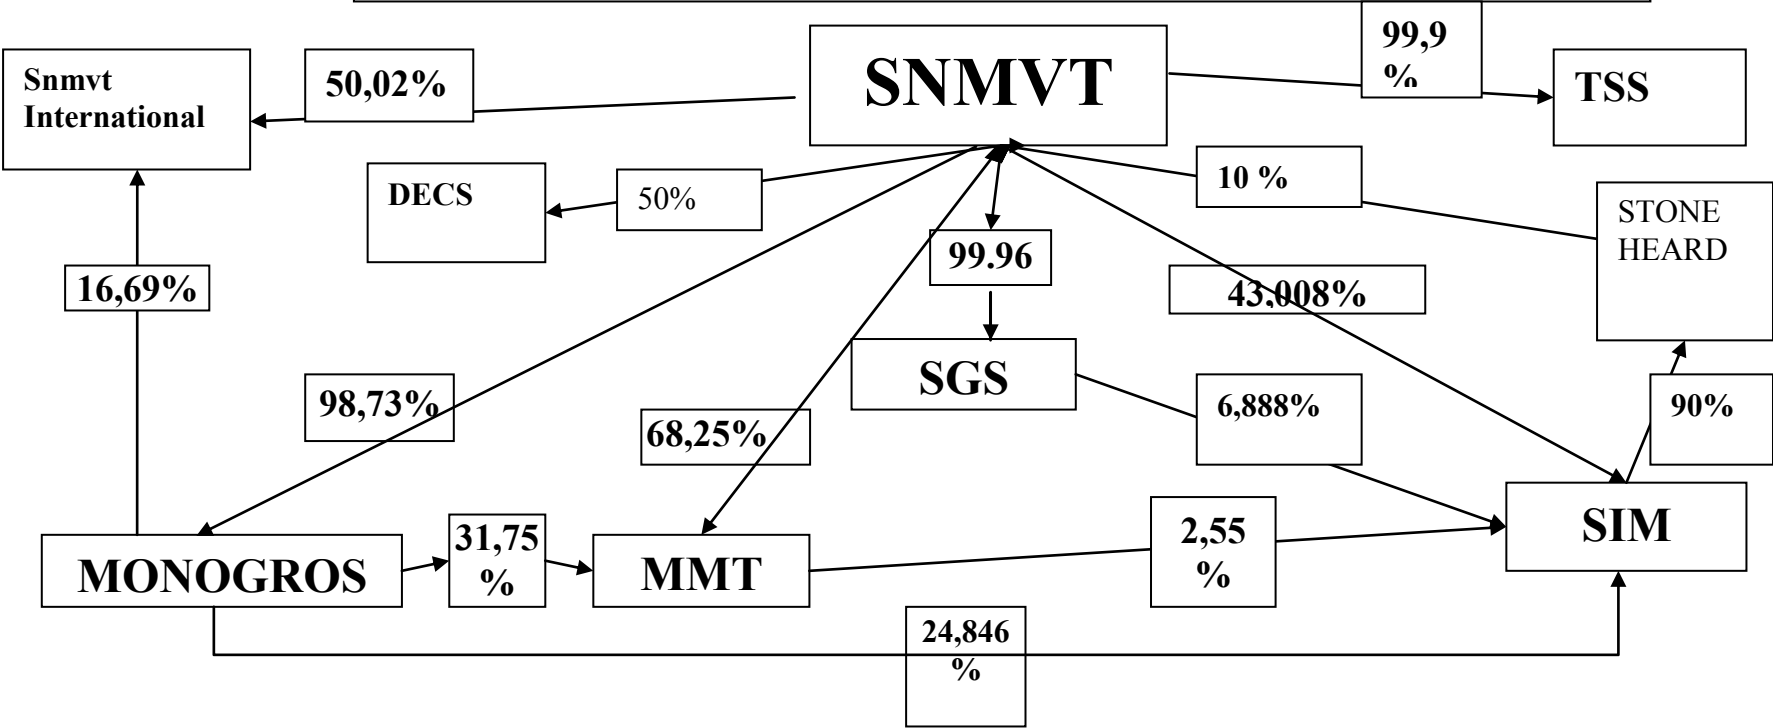 99,9
%
SNMVT
Snmvt
International
50,02%
TSS
DECS
50%
10 %
STONE
HEARD
99.96
16,69%
43,008%
SGS
98,73%
6,888%
90%
68,25%
31,75
%
2,55
%
SIM
MONOGROS
MMT
24,846
%